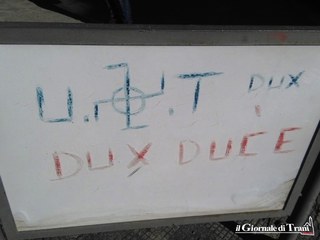 U.N.T DUX
DUX DUCE
il Giornale di Trani